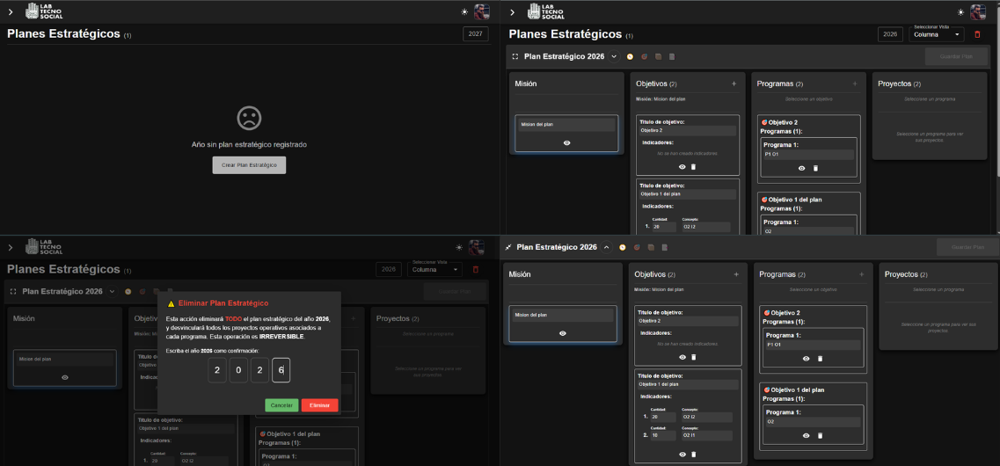 LAB
TECNO
SOCIAL
Planes Estratégicos (1)
2027
Año sin plan estratégico registrado
Crear Plan Estratégico
LAB
TECNO
SOCIAL
Planes Estratégicos (1)
2026
Seleccionar Vista
Columna
Plan Estratégico 2026
Guardar Plan
Misión
Mision del plan
Objetivos (2)
Misión: Mision del plan
Titulo de objetivo:
Objetivo 2
Indicadores:
No se han creado indicadores
Titulo de objetivo:
Objetivo 1 del plan
Indicadores:
Cantidad:
Concepto:
1.
20
O2 I2
Programas (2)
Seleccione un objetivo
Objetivo 2
Programas (1):
Programa 1:
P1 O1
Objetivo 1 del plan
Programas (1):
Programa 1:
O2
Proyectos (2)
Seleccione un programa
Seleccione un programa para ver
sus proyectos.
LAB
TECNO
SOCIAL
Planes Estratégicos (1)
2026
Seleccionar Vista
Columna
Plan Estratégico 2026
Guardar Plan
Misión
Mision del plan
Objetiv
Misión: M
Titulo d
Objetivo
Indicad
Titulo de objetivo:
Objetivo 1 del plan
Indicadores:
Cantidad:
Concepto:
1.
20
O2 I2
Objetivo 1 del plan
Programas (1):
Programa 1:
Proyectos (2)
Seleccione un programa
Seleccione un programa para ver
sus proyectos.
Eliminar Plan Estratégico
Esta acción eliminará TODO el plan estratégico del año 2026,
y desvinculará todos los proyectos operativos asociados a
cada programa. Esta operación es IRREVERSIBLE.
Escriba el año 2026 como confirmación:
2 0 2 6
Cancelar
Eliminar
Plan Estratégico 2026
Guardar Plan
Misión
Mision del plan
Objetivos (2)
Misión: Mision del plan
Titulo de objetivo:
Objetivo 2
Indicadores:
No se han creado indicadores
Titulo de objetivo:
Objetivo 1 del plan
Indicadores:
Cantidad:
Concepto:
1.
20
O2 I2
Cantidad:
Concepto:
2.
10
O2 I1
Programas (2)
Seleccione un objetivo
Objetivo 2
Programas (1):
Programa 1:
P1 O1
Objetivo 1 del plan
Programas (1):
Programa 1:
O2
Proyectos (2)
Seleccione un programa
Seleccione un programa para ver sus
proyectos.